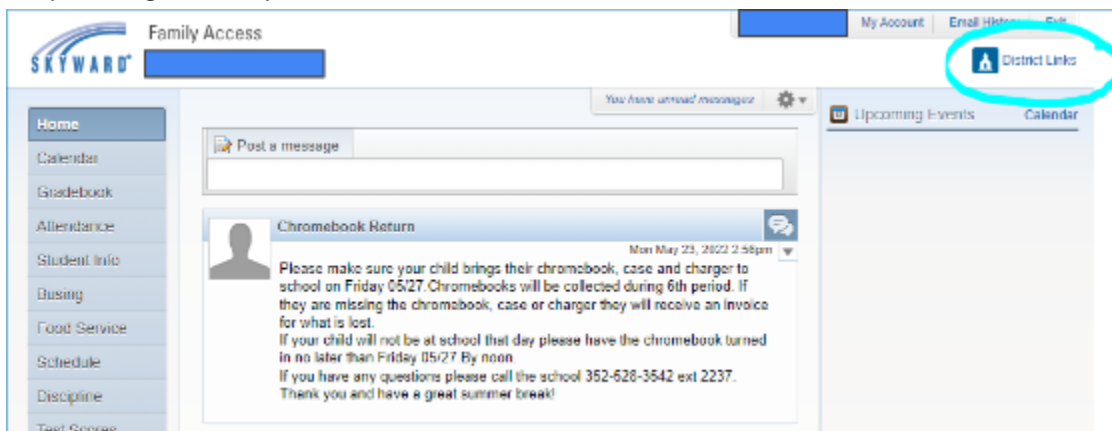 SKYWARD
Family Access
My Account
Email History
Exit
District Links
You have unread messages
Home
Calendar
Gradebook
Attendance
Student Info
Busing
Food Service
Schedule
Discipline
Test Scores
Post a message
Chromebook Return
Mon May 23, 2022 2:56pm
Please make sure your child brings their chromebook, case and charger to
school on Friday 05/27.Chromebooks will be collected during 6th period. If
they are missing the chromebook, case or charger they will receive an invoice
for what is lost.
If your child will not be at school that day please have the chromebook turned
in no later than Friday 05/27 By noon
If you have any questions please call the school 352-628-3542 ext 2237.
Thank you and have a great summer break!
Upcoming Events
Calendar